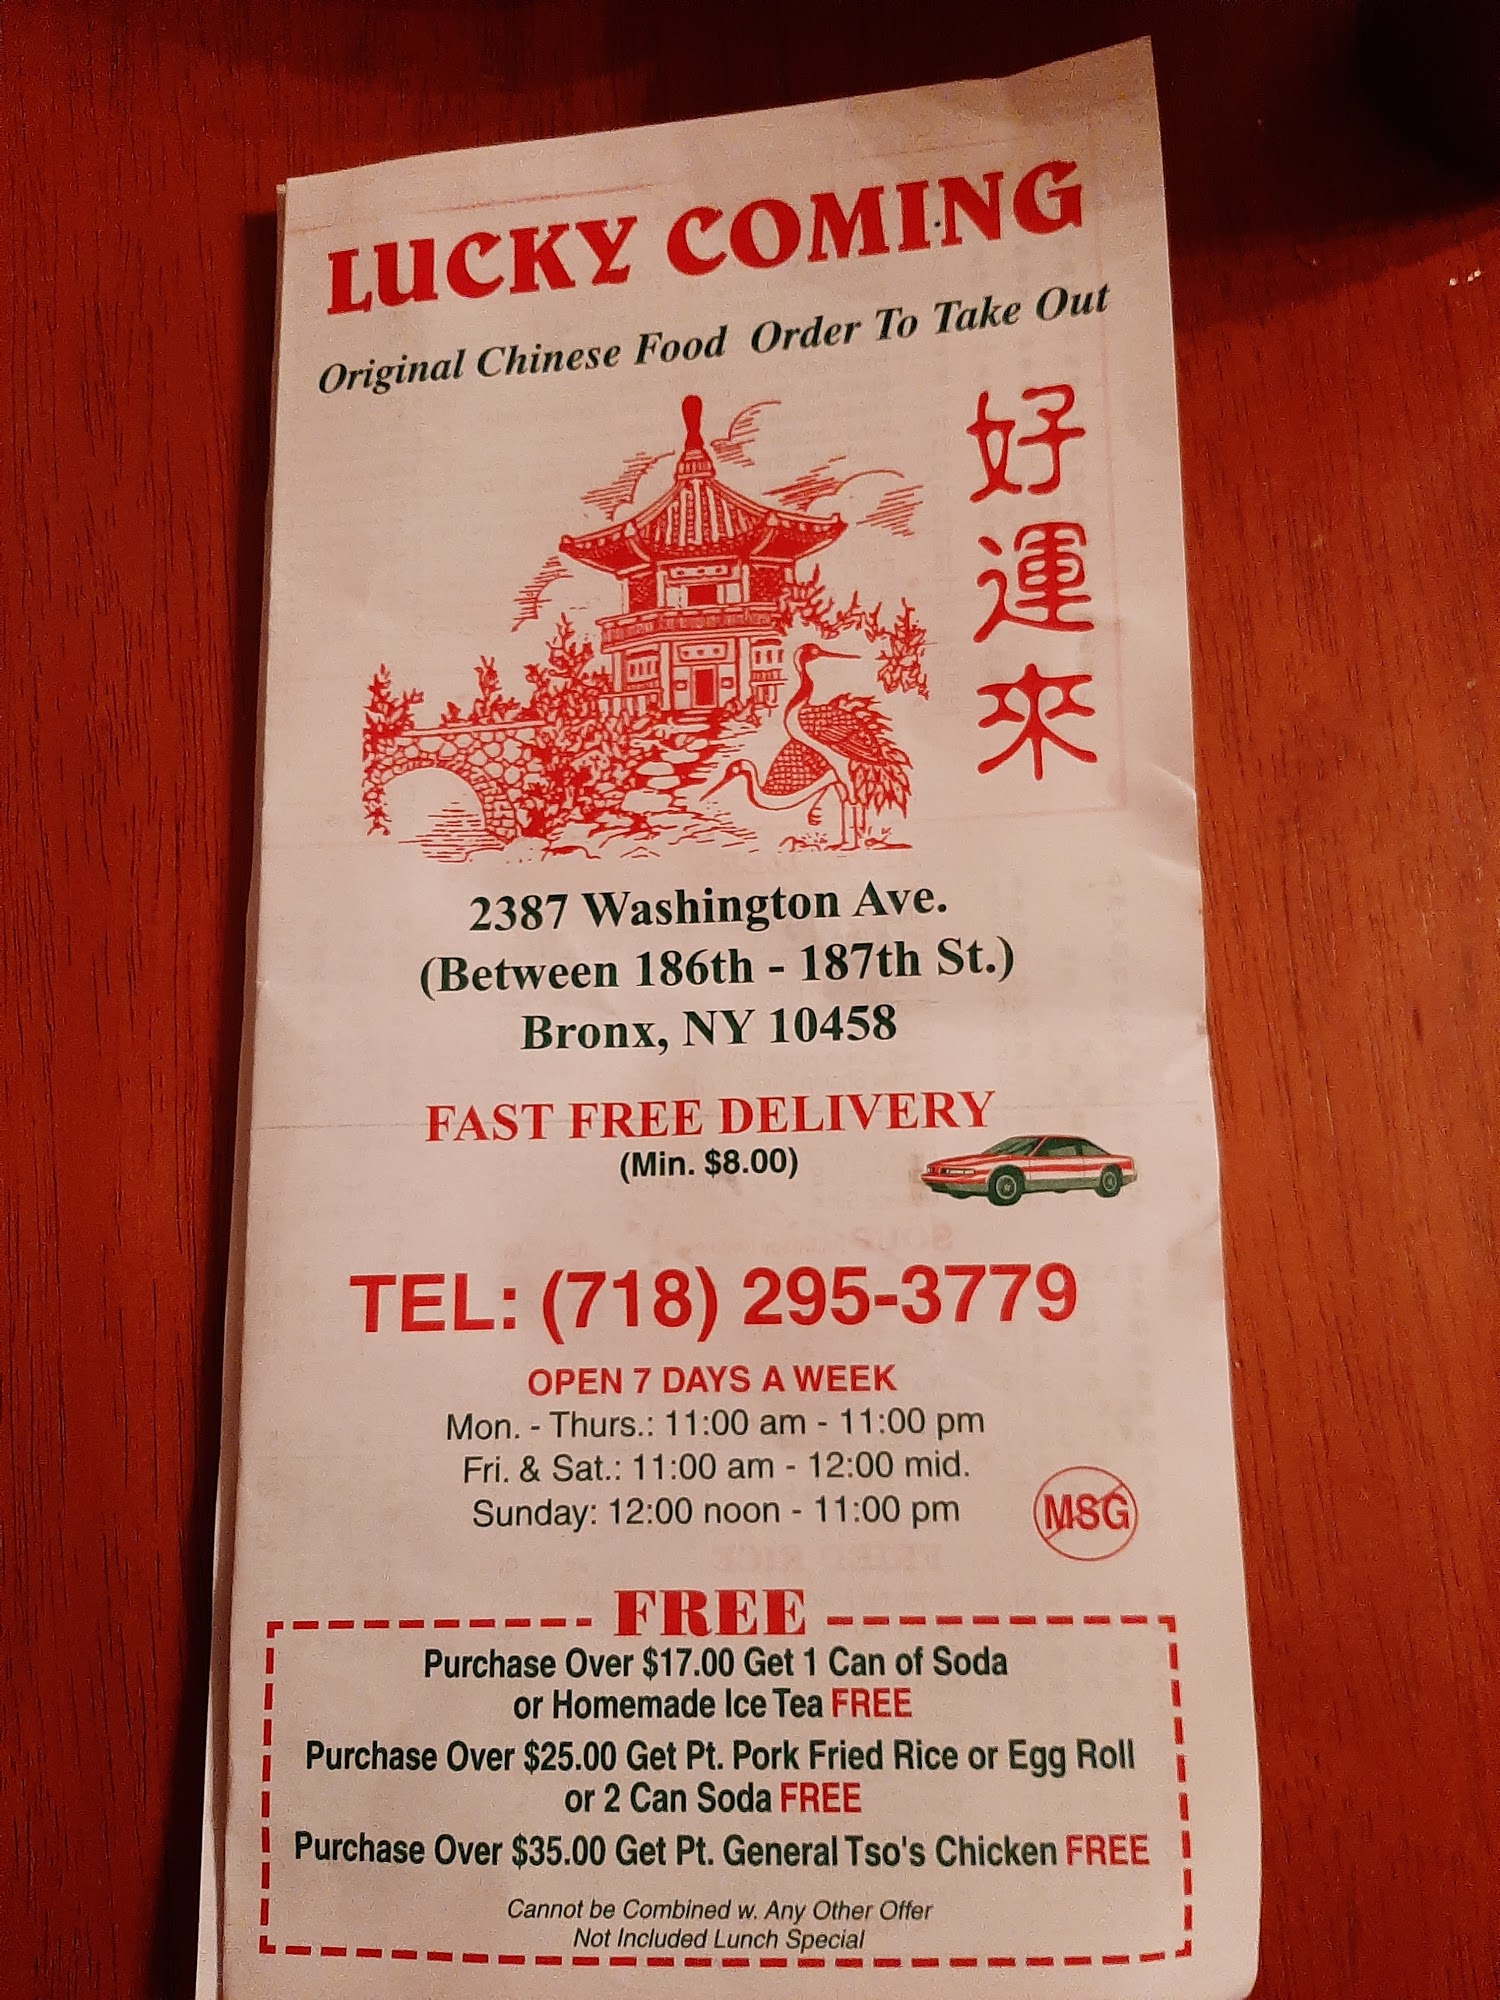 LUCKY COMING
Original Chinese Food Order To Take Out
好
運
來
2387 Washington Ave.
(Between 186th - 187th St.)
Bronx, NY 10458
FAST FREE DELIVERY
(Min. $8.00)
TEL: (718) 295-3779
OPEN 7 DAYS A WEEK
Mon. - Thurs.: 11:00 am - 11:00 pm
Fri. & Sat.: 11:00 am - 12:00 mid.
Sunday: 12:00 noon - 11:00 pm
MSG
FREE
Purchase Over $17.00 Get 1 Can of Soda
or Homemade Ice Tea FREE
Purchase Over $25.00 Get Pt. Pork Fried Rice or Egg Roll
or 2 Can Soda FREE
Purchase Over $35.00 Get Pt. General Tso's Chicken FREE
Cannot be Combined w. Any Other Offer
Not Included Lunch Special